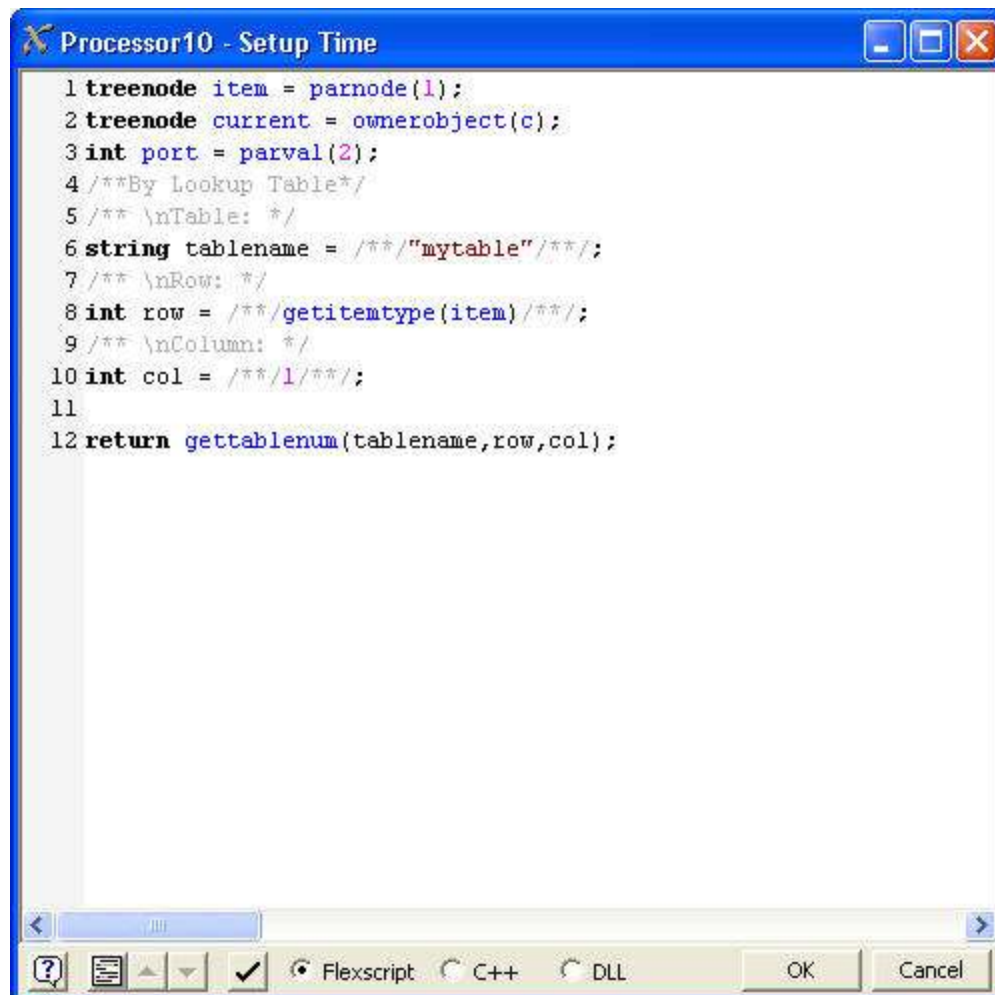 Processor10 - Setup Time
1 treenode item = parnode(1);
2 treenode current = ownerobject(c);
3 int port = parval(2);
4 /**By Lookup Table*/
5 /** \nTable: */
6 string tablename = /**/"mytable"/**/;
7 /** \nRow: */
8 int row = /**/getitemtype(item)/**/;
9 /** \nColumn: */
10 int col = /**/1/**/;
11
12 return gettablenum(tablename,row,col);
Flexscript C++ DLL OK Cancel